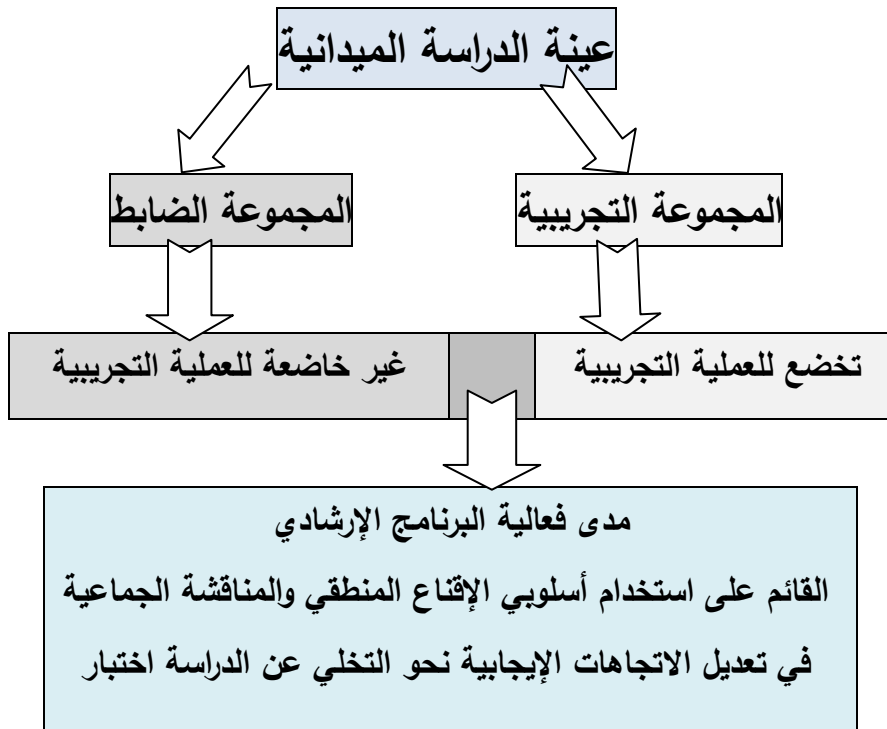 عينة الدراسة الميدانية
المجموعة التجريبية
المجموعة الضابط
تخضع للعملية التجريبية
غير خاضعة للعملية التجريبية
مدى فعالية البرنامج الإرشادي
القائم على استخدام أسلوبي الإقناع المنطقي والمناقشة الجماعية
في تعديل الاتجاهات الإيجابية نحو التخلي عن الدراسة اختبار